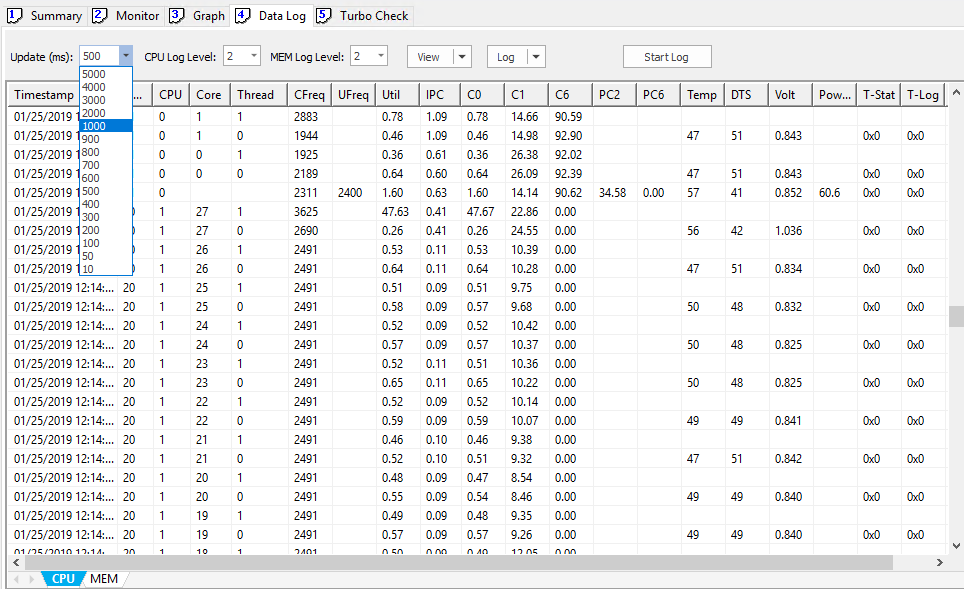 1 Summary 2 Monitor 3 Graph 4 Data Log 5 Turbo Check
Update (ms): 500 CPU Log Level: 2 MEM Log Level: 2 View Log Start Log
5000
4000
3000
2000
1000
900
800
700
600
500
400
300
200
100
50
10
Timestamp ... CPU Core Thread CFreq UFreq Util IPC C0 C1 C6 PC2 PC6 Temp DTS Volt Pow... T-Stat T-Log
01/25/2019 1 0 1 1 2883 0.78 1.09 0.78 14.66 90.59
01/25/2019 1 0 1 0 1944 0.46 1.09 0.46 14.98 92.90 47 51 0.843 0x0 0x0
01/25/2019 1 0 0 1 1925 0.36 0.61 0.36 26.38 92.02
01/25/2019 1 0 0 0 2189 0.64 0.60 0.64 26.09 92.39 47 51 0.843 0x0 0x0
01/25/2019 1 0 2311 2400 1.60 0.63 1.60 14.14 90.62 34.58 0.00 57 41 0.852 60.6 0x0 0x0
01/25/2019 1 1 27 1 3625 47.63 0.41 47.67 22.86 0.00
01/25/2019 1 1 27 0 2690 0.26 0.41 0.26 24.55 0.00 56 42 1.036 0x0 0x0
01/25/2019 1 1 26 1 2491 0.53 0.11 0.53 10.39 0.00
01/25/2019 1 1 26 0 2491 0.64 0.11 0.64 10.28 0.00 47 51 0.834 0x0 0x0
01/25/2019 12:14:... 20 1 25 1 2491 0.51 0.09 0.51 9.75 0.00
01/25/2019 12:14:... 20 1 25 0 2491 0.58 0.09 0.57 9.68 0.00 50 48 0.832 0x0 0x0
01/25/2019 12:14:... 20 1 24 1 2491 0.52 0.09 0.52 10.42 0.00
01/25/2019 12:14:... 20 1 24 0 2491 0.57 0.09 0.57 10.37 0.00 50 48 0.825 0x0 0x0
01/25/2019 12:14:... 20 1 23 1 2491 0.52 0.11 0.51 10.36 0.00
01/25/2019 12:14:... 20 1 23 0 2491 0.65 0.11 0.65 10.22 0.00 50 48 0.825 0x0 0x0
01/25/2019 12:14:... 20 1 22 1 2491 0.52 0.09 0.52 10.14 0.00
01/25/2019 12:14:... 20 1 22 0 2491 0.59 0.09 0.59 10.07 0.00 49 49 0.841 0x0 0x0
01/25/2019 12:14:... 20 1 21 1 2491 0.46 0.10 0.46 9.38 0.00
01/25/2019 12:14:... 20 1 21 0 2491 0.52 0.10 0.51 9.32 0.00 47 51 0.842 0x0 0x0
01/25/2019 12:14:... 20 1 20 1 2491 0.48 0.09 0.47 8.54 0.00
01/25/2019 12:14:... 20 1 20 0 2491 0.55 0.09 0.54 8.46 0.00 49 49 0.840 0x0 0x0
01/25/2019 12:14:... 20 1 19 1 2491 0.49 0.09 0.48 9.35 0.00
01/25/2019 12:14:... 20 1 19 0 2491 0.57 0.09 0.57 9.26 0.00 49 49 0.840 0x0 0x0
01/25/2019 12:14:... 20 1 18 1 2491 0.50 0.09 0.49 12.05 0.00
CPU MEM